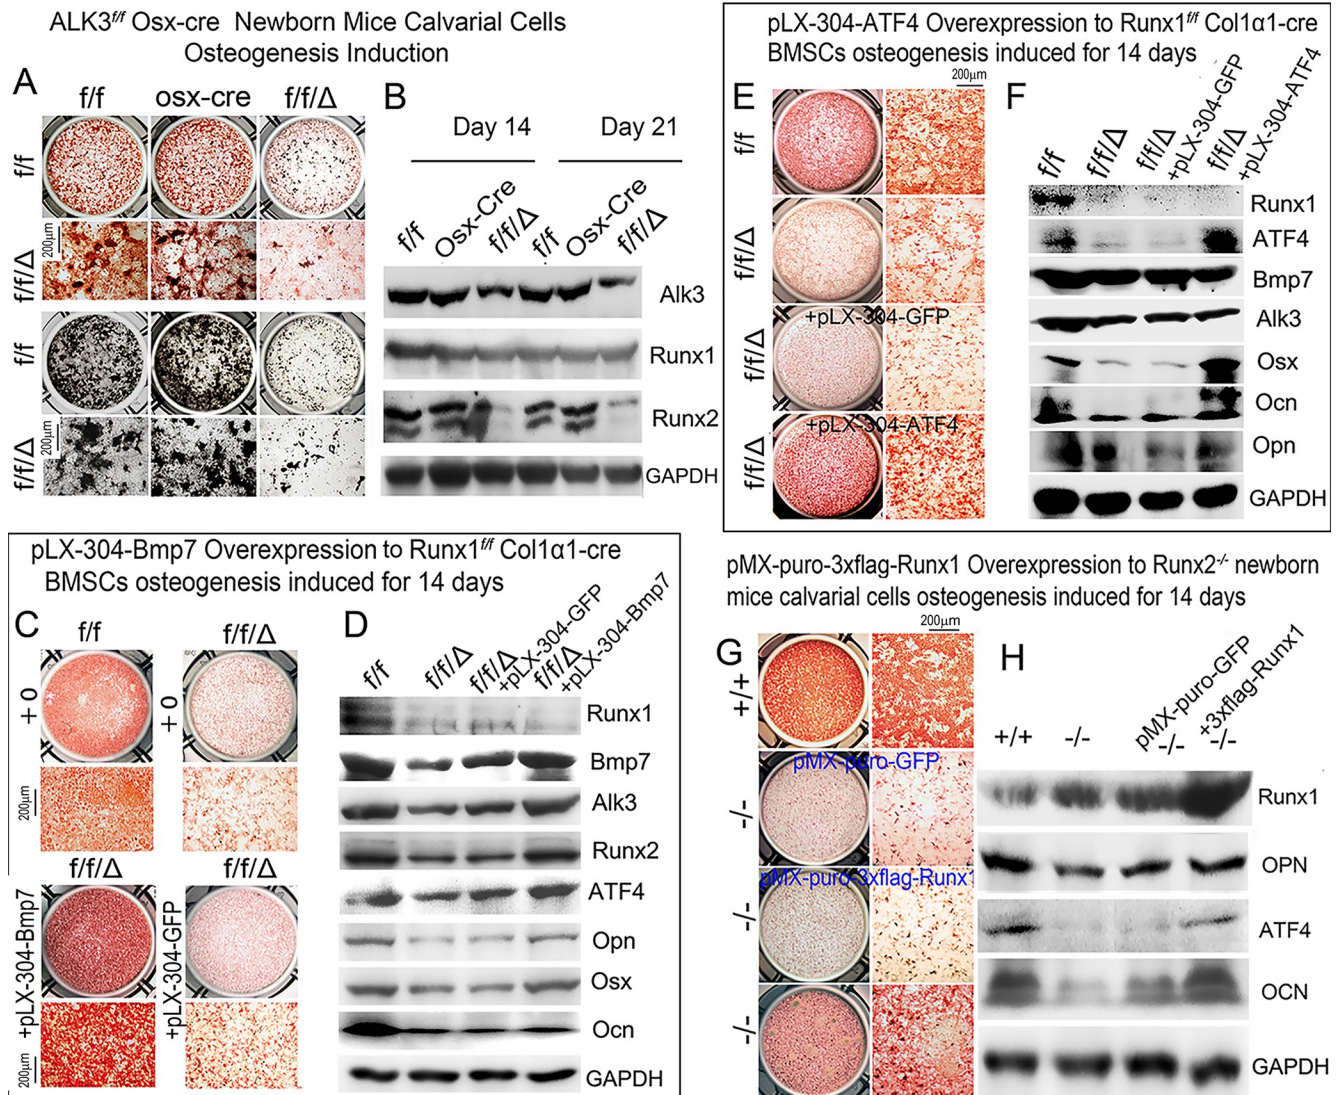 ALK3f/f Osx-cre Newborn Mice Calvarial Cells
Osteogenesis Induction
A
f/f
osx-cre
f/f/Δ
f/f
f/f/Δ
f/f
f/f/Δ
200μm
200μm
B
Day 14
Day 21
f/f
Osx-Cre
f/f/Δ
f/f
Osx-Cre
f/f/Δ
Alk3
Runx1
Runx2
GAPDH
pLX-304-Bmp7 Overexpression to Runx1f/f Col1α1-cre
BMSCs osteogenesis induced for 14 days
C
f/f
f/f/Δ
+ 0
+ 0
200μm
f/f/Δ
f/f/Δ
+pLX-304-Bmp7
+pLX-304-GFP
200μm
D
f/f
f/f/Δ
f/f/Δ
+pLX-304-GFP
f/f/Δ
+pLX-304-Bmp7
Runx1
Bmp7
Alk3
Runx2
ATF4
Opn
Osx
Ocn
GAPDH
pLX-304-ATF4 Overexpression to Runx1f/f Col1α1-cre
BMSCs osteogenesis induced for 14 days
200μm
E
f/f
f/f/Δ
+pLX-304-GFP
f/f/Δ
+pLX-304-ATF4
f/f/Δ
F
f/f
f/f/Δ
f/f/Δ
+pLX-304-GFP
f/f/Δ
+pLX-304-ATF4
Runx1
ATF4
Bmp7
Alk3
Osx
Ocn
Opn
GAPDH
pMX-puro-3xflag-Runx1 Overexpression to Runx2-/- newborn
mice calvarial cells osteogenesis induced for 14 days
200μm
G
+/+
pMX-puro-GFP
-/-
pMX-puro-3xflag-Runx1
-/-
-/-
H
+/+
-/-
pMX-puro-GFP
-/-
+3xflag-Runx1
-/-
Runx1
OPN
ATF4
OCN
GAPDH